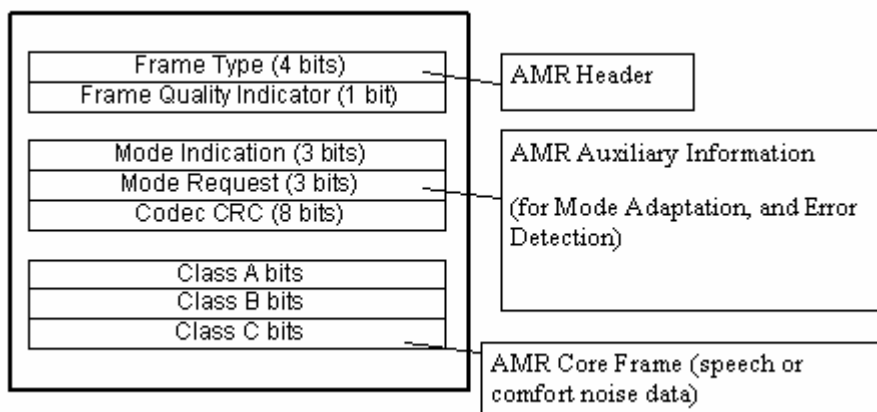 Frame Type (4 bits)
Frame Quality Indicator (1 bit)
AMR Header
Mode Indication (3 bits)
Mode Request (3 bits)
Codec CRC (8 bits)
AMR Auxiliary Information
(for Mode Adaptation, and Error
Detection)
Class A bits
Class B bits
Class C bits
AMR Core Frame (speech or
comfort noise data)